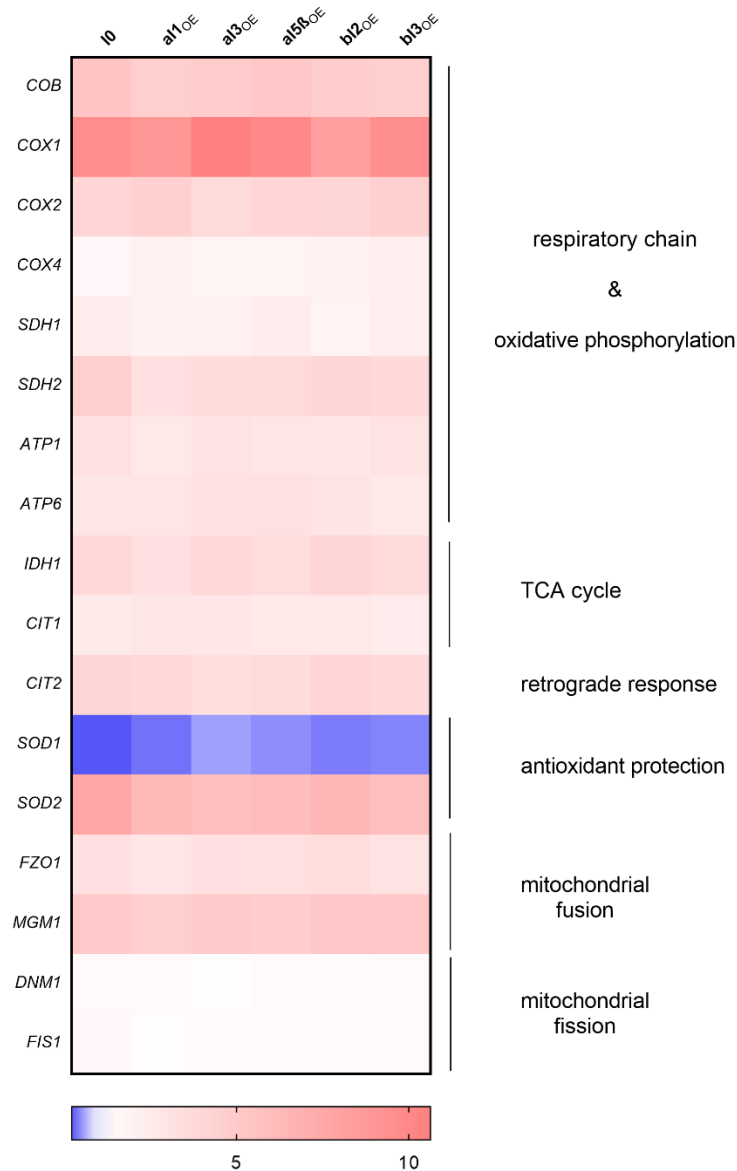 I0 aI1OE aI3OE aI5ßOE bI2OE bI3OE
COB
COX1
COX2
COX4
SDH1
SDH2
ATP1
ATP6
IDH1
CIT1
CIT2
SOD1
SOD2
FZO1
MGM1
DNM1
FIS1
respiratory chain
&
oxidative phosphorylation
TCA cycle
retrograde response
antioxidant protection
mitochondrial
fusion
mitochondrial
fission
5 10